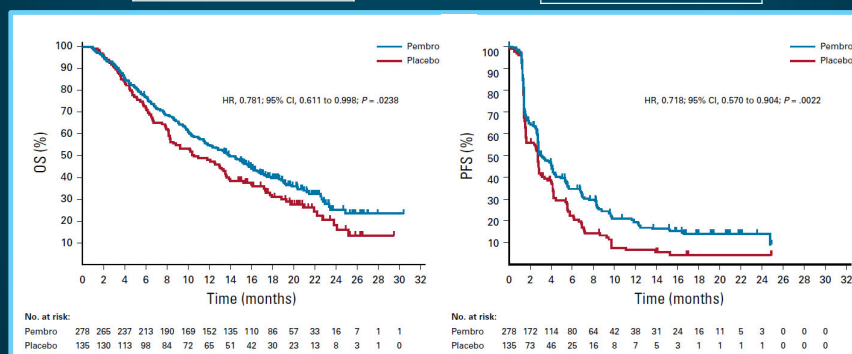 100
90
80
70
60
50
40
30
20
10
OS (%)
Pembro
Placebo
HR, 0.781; 95% CI, 0.611 to 0.998; P = .0238
0 2 4 6 8 10 12 14 16 18 20 22 24 26 28 30 32
Time (months)
No. at risk:
Pembro 278 265 237 213 190 169 152 135 110 86 57 33 16 7 1 1
Placebo 135 130 113 98 84 72 65 51 42 30 23 13 8 3 1 0
100
90
80
70
60
50
40
30
20
10
PFS (%)
Pembro
Placebo
HR, 0.718; 95% CI, 0.570 to 0.904; P = .0022
0 2 4 6 8 10 12 14 16 18 20 22 24 26 28 30 32
Time (months)
No. at risk:
Pembro 278 172 114 80 64 42 38 31 24 16 11 5 3 0 0 0
Placebo 135 73 46 25 16 8 7 5 3 1 1 1 1 0 0 0